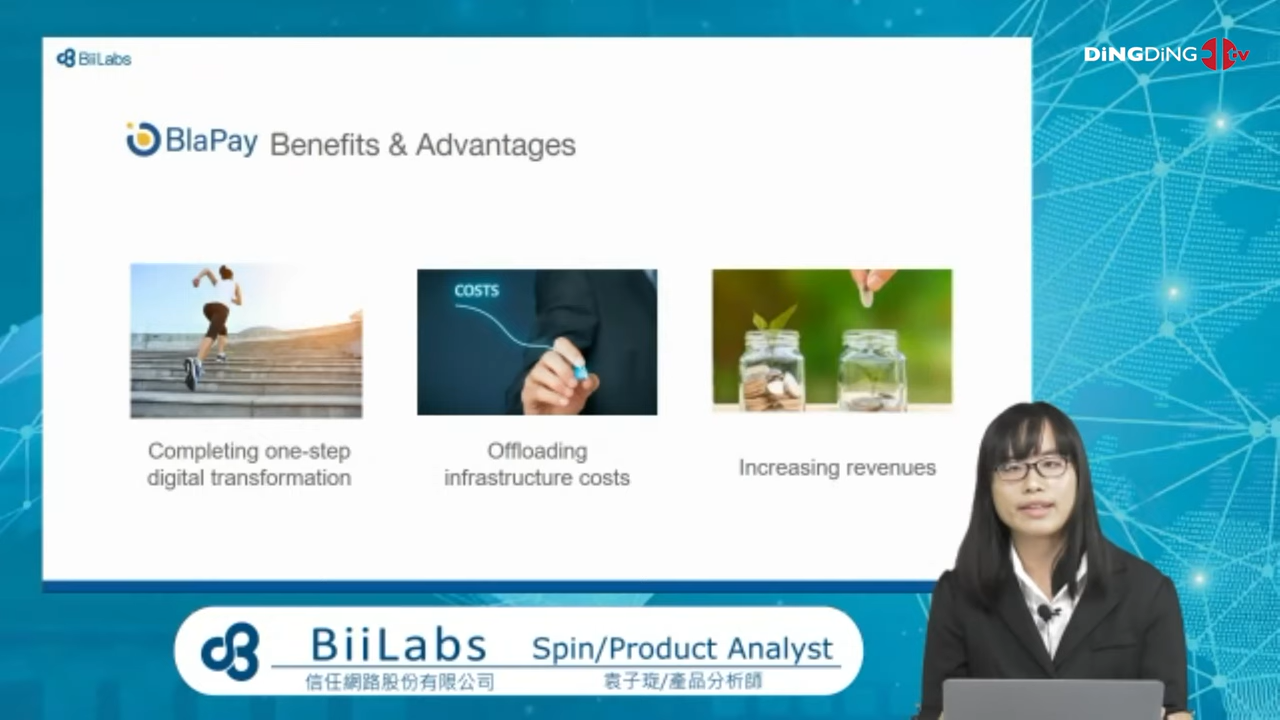 BiiLabs
DiNGDiNG tv
BlaPay Benefits & Advantages
COSTS
Completing one-step
digital transformation
Offloading
infrastructure costs
Increasing revenues
BiiLabs
信任網路股份有限公司
Spin/Product Analyst
袁子璇/產品分析師